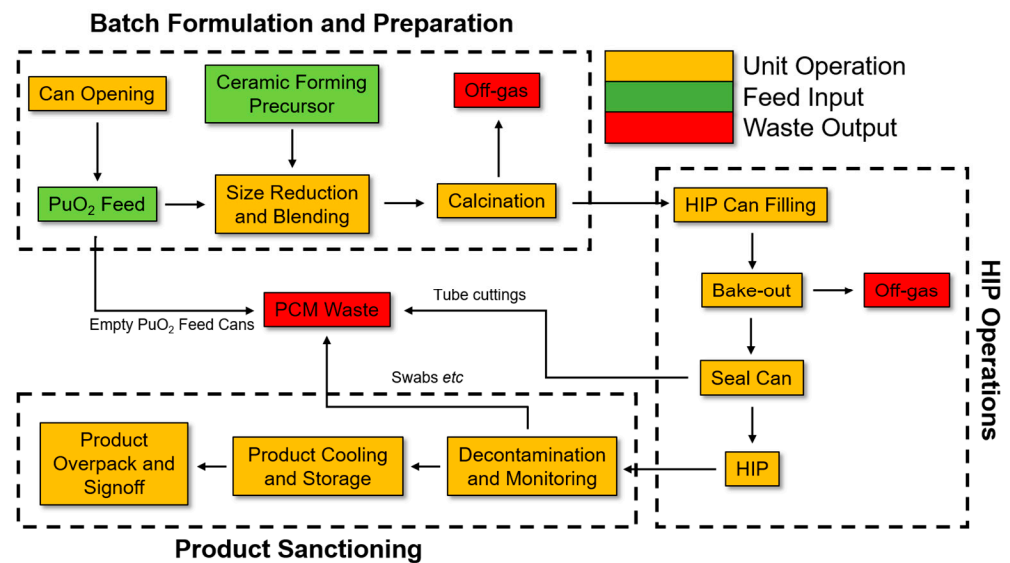 Batch Formulation and Preparation
Can Opening
Ceramic Forming
Precursor
Off-gas
Unit Operation
Feed Input
Waste Output
PuO₂ Feed
Size Reduction
and Blending
Calcination
HIP Can Filling
Bake-out
Off-gas
HIP Operations
Empty PuO₂ Feed Cans
PCM Waste
Tube cuttings
Seal Can
Swabs etc
HIP
Product
Overpack and
Signoff
Product Cooling
and Storage
Decontamination
and Monitoring
Product Sanctioning